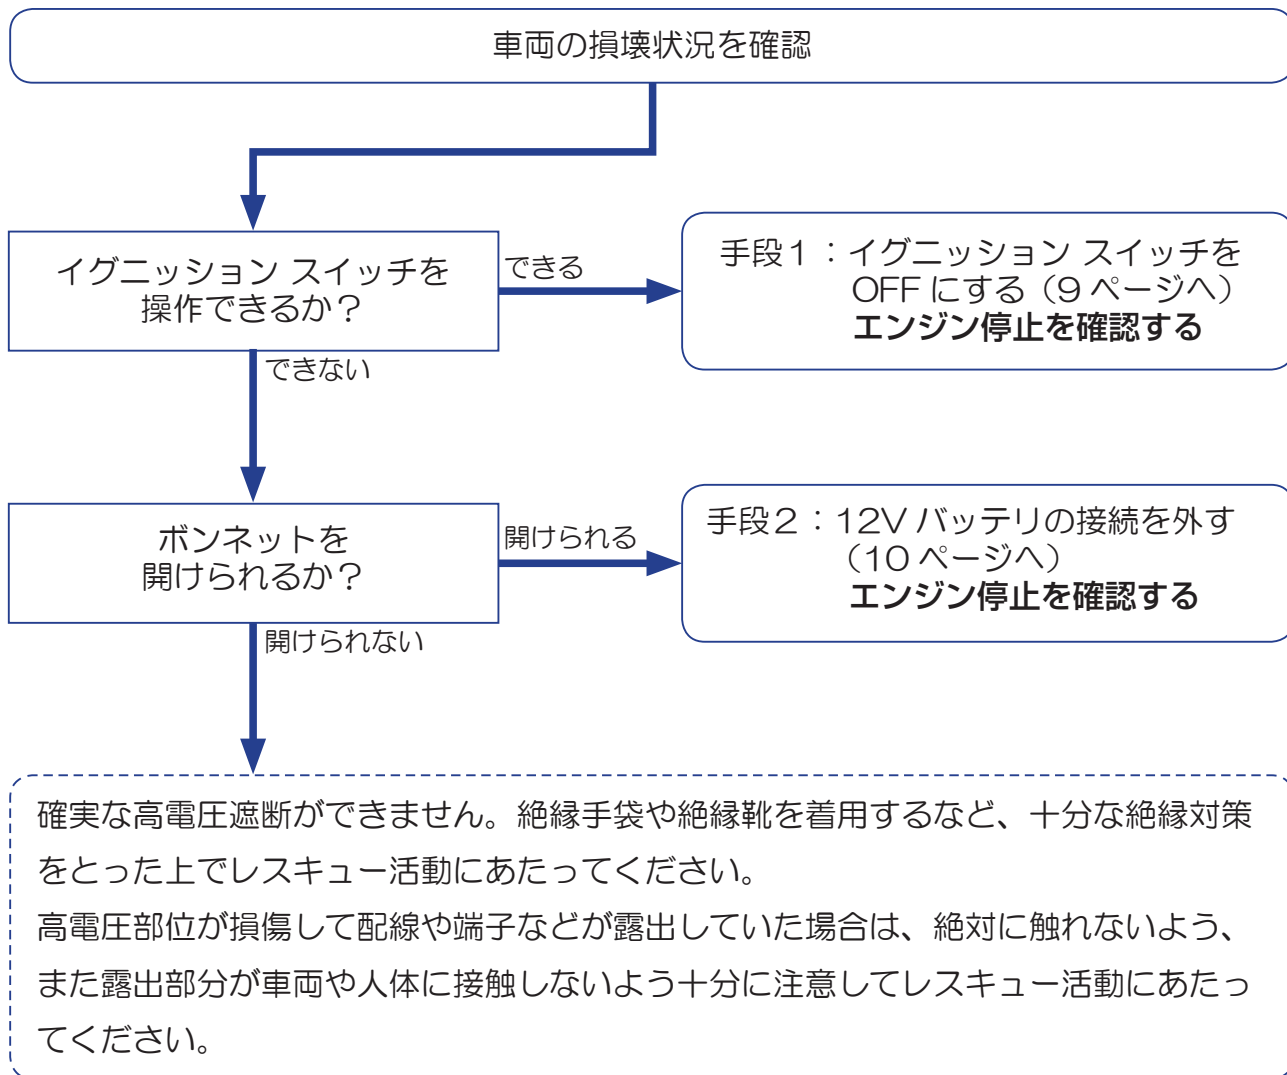 車両の損壊状況を確認
イグニッション スイッチを
操作できるか？
できる
手段１：イグニッション スイッチを
OFF にする（9 ページへ）
エンジン停止を確認する
できない
ボンネットを
開けられるか？
開けられる
手段２：12V バッテリの接続を外す
（10 ページへ）
エンジン停止を確認する
開けられない
確実な高電圧遮断ができません。絶縁手袋や絶縁靴を着用するなど、十分な絶縁対策
をとった上でレスキュー活動にあたってください。
高電圧部位が損傷して配線や端子などが露出していた場合は、絶対に触れないよう、
また露出部分が車両や人体に接触しないよう十分に注意してレスキュー活動にあたっ
てください。